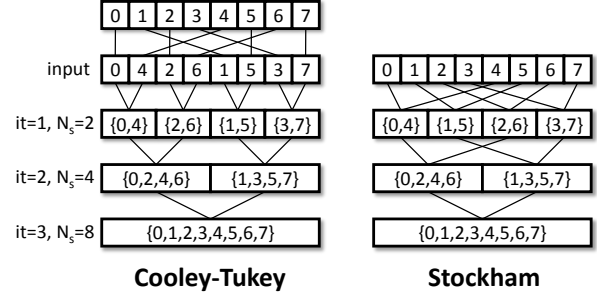 0 1 2 3 4 5 6 7
input 0 4 2 6 1 5 3 7 0 1 2 3 4 5 6 7
it=1, Ns=2 {0,4} {2,6} {1,5} {3,7} {0,4} {1,5} {2,6} {3,7}
it=2, Ns=4 {0,2,4,6} {1,3,5,7} {0,2,4,6} {1,3,5,7}
it=3, Ns=8 {0,1,2,3,4,5,6,7} {0,1,2,3,4,5,6,7}
Cooley-Tukey Stockham